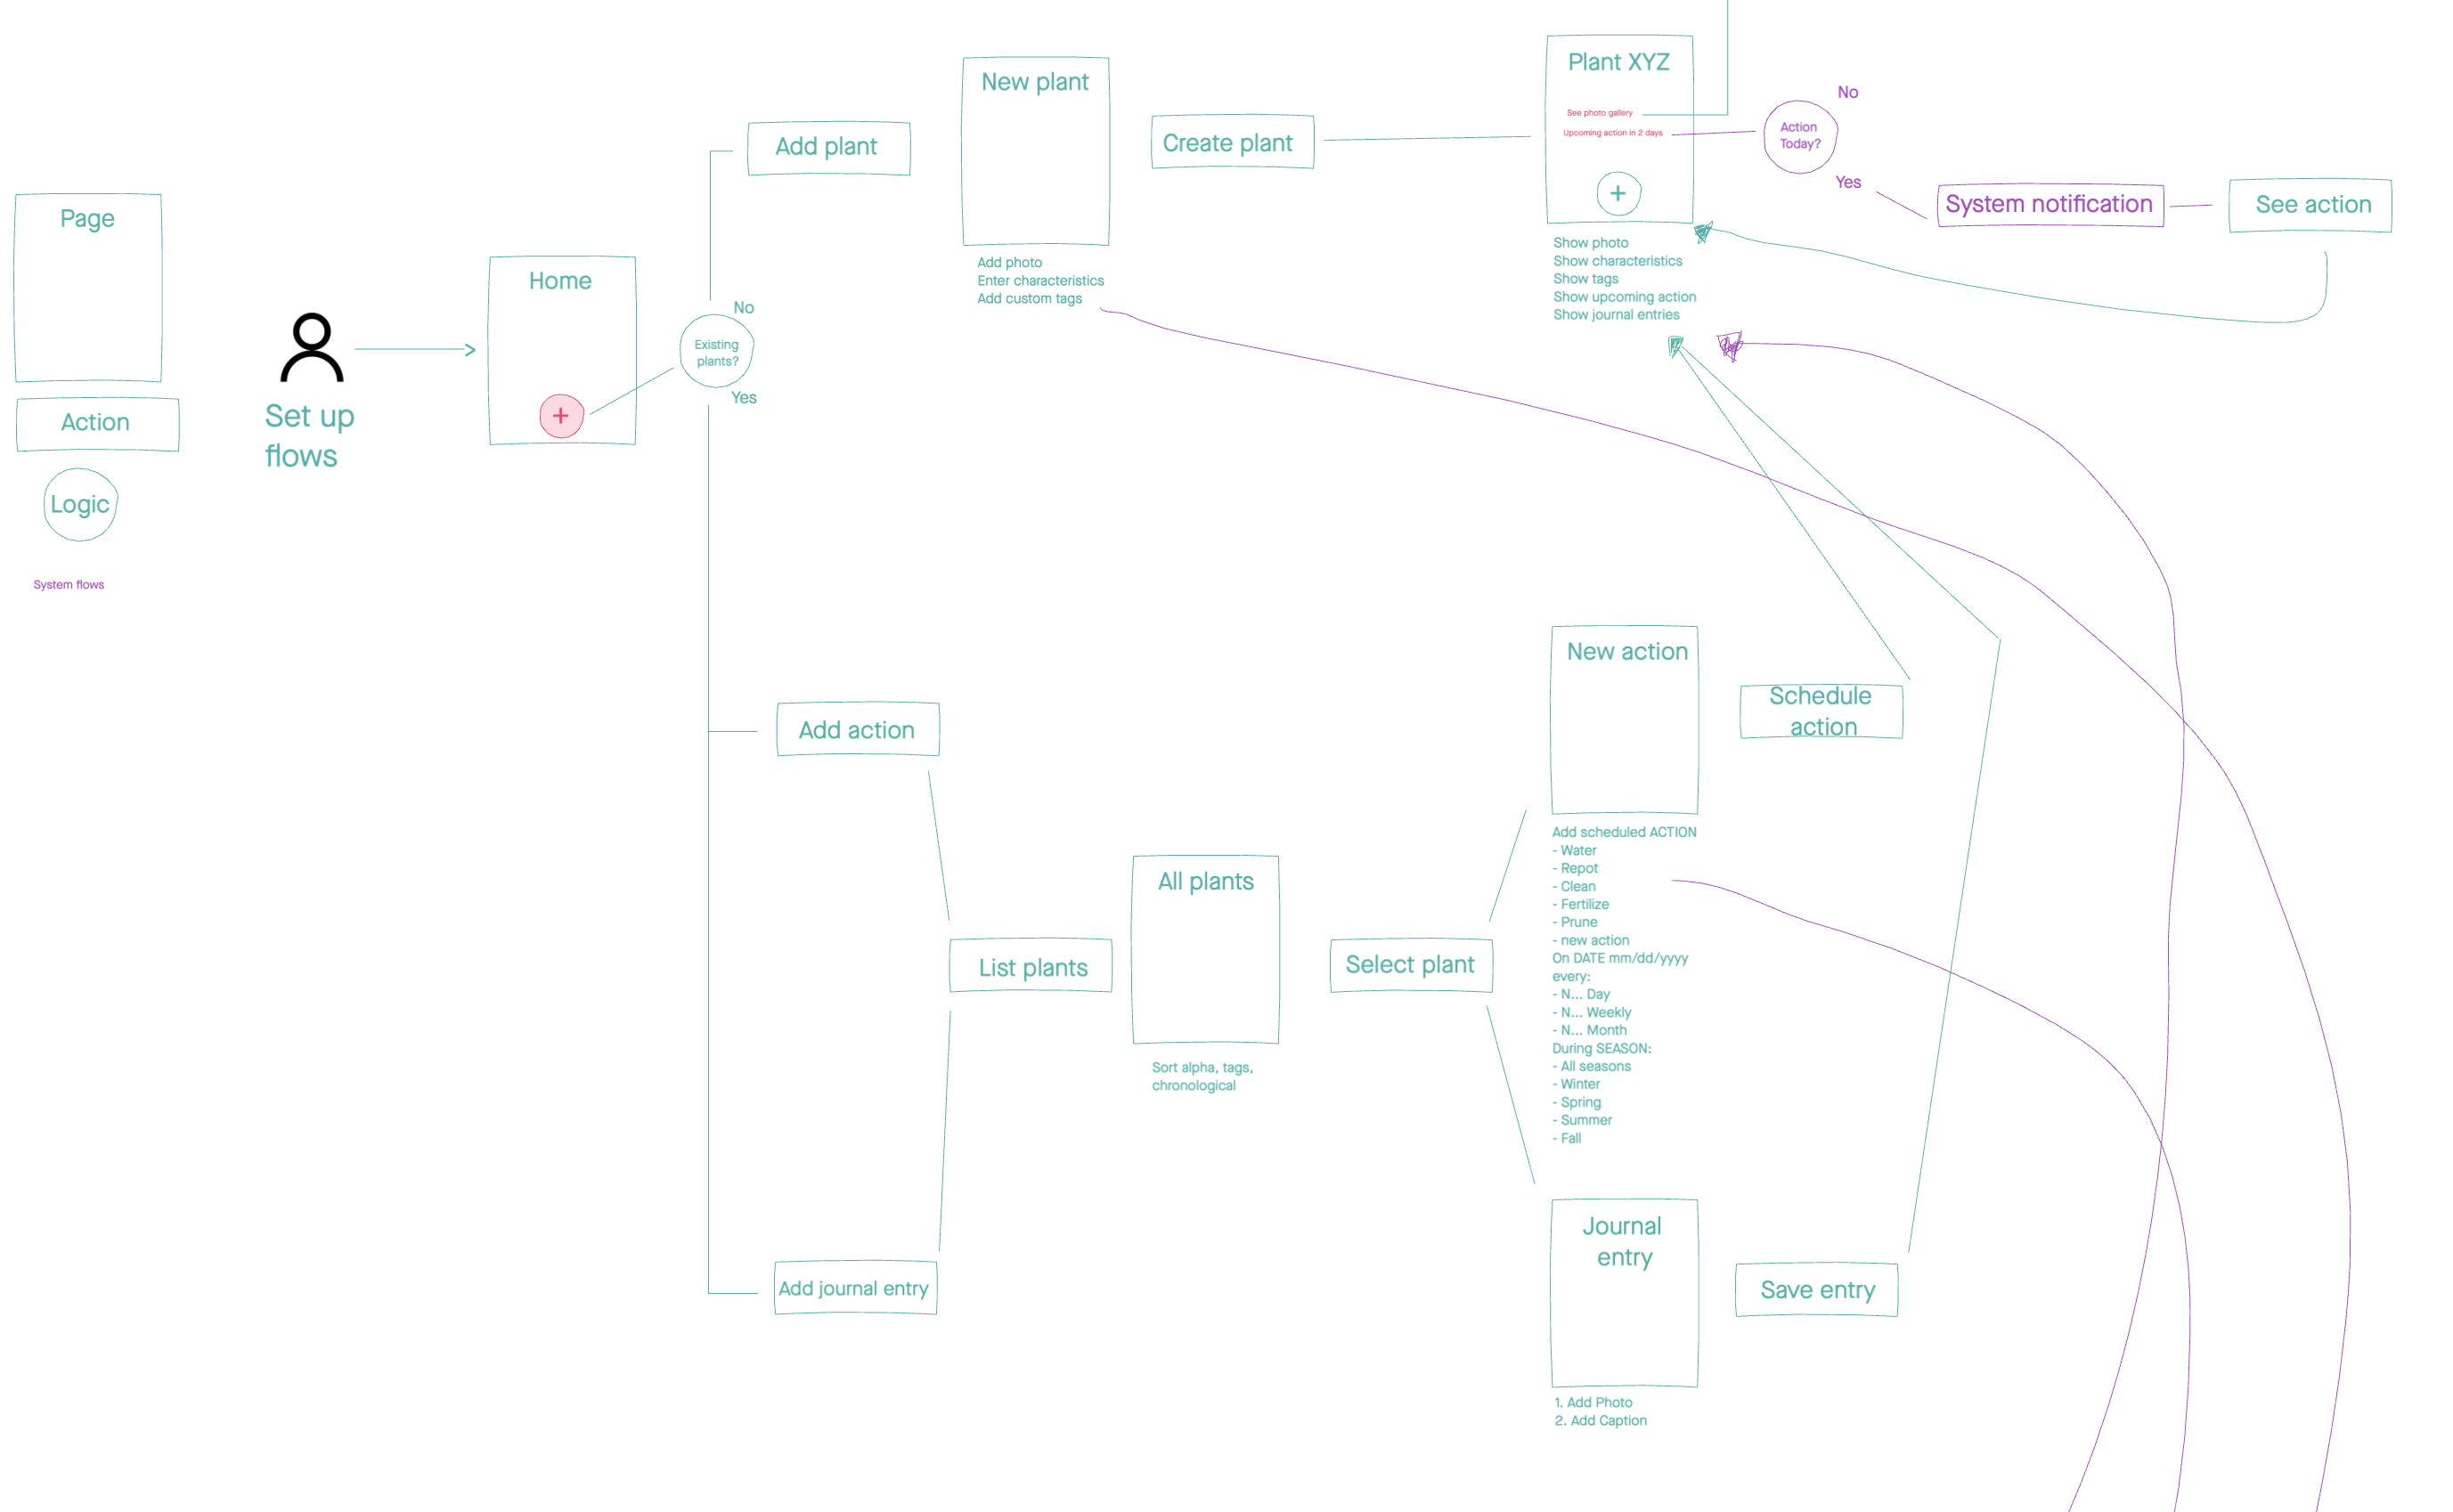 Page
Action
Logic
System flows
Set up
flows
Home
+
Existing
plants?
No
Yes
Add plant
New plant
Add photo
Enter characteristics
Add custom tags
Create plant
Plant XYZ
See photo gallery
Upcoming action in 2 days
+
Show photo
Show characteristics
Show tags
Show upcoming action
Show journal entries
Action
Today?
No
Yes
System notification
See action
Add action
Add journal entry
List plants
All plants
Sort alpha, tags,
chronological
Select plant
New action
Add scheduled ACTION
- Water
- Repot
- Clean
- Fertilize
- Prune
- new action
On DATE mm/dd/yyyy
every:
- N... Day
- N... Weekly
- N... Month
During SEASON:
- All seasons
- Winter
- Spring
- Summer
- Fall
Schedule
action
Journal
entry
1. Add Photo
2. Add Caption
Save entry